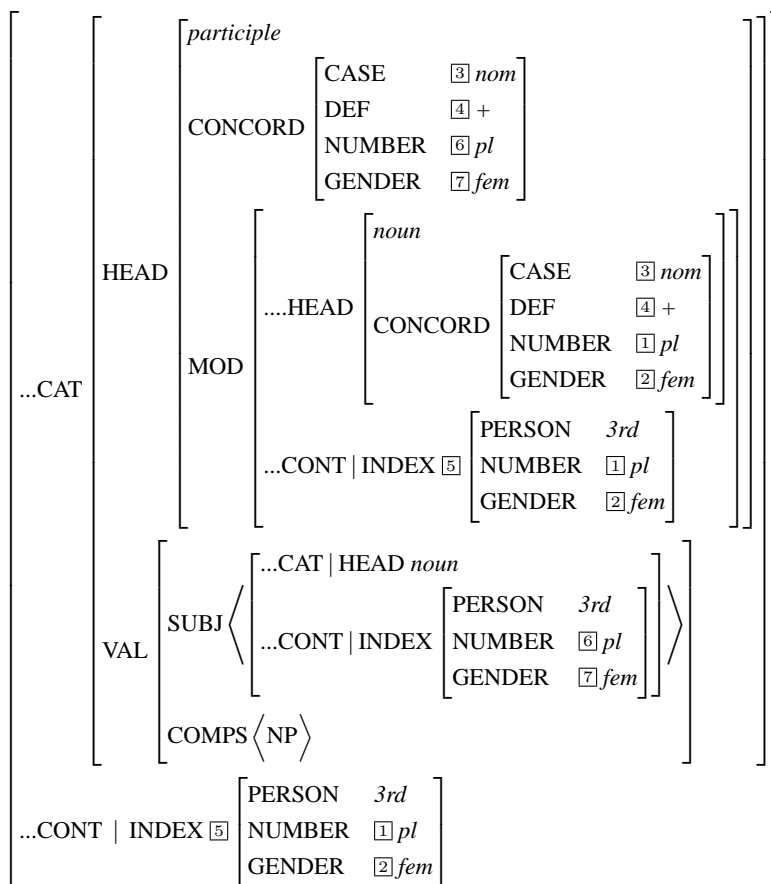 participle
CASE 3 nom
DEF 4 +
CONCORD
NUMBER 6 pl
GENDER 7 fem
noun
HEAD
CASE 3 nom
....HEAD
DEF 4 +
CONCORD
NUMBER 1 pl
MOD
GENDER 2 fem
...CAT
PERSON 3rd
...CONT | INDEX 5 NUMBER 1 pl
GENDER 2 fem
...CAT | HEAD noun
SUBJ
PERSON 3rd
...CONT | INDEX NUMBER 6 pl
VAL
GENDER 7 fem
COMPS ⟨NP⟩
PERSON 3rd
...CONT | INDEX 5 NUMBER 1 pl
GENDER 2 fem